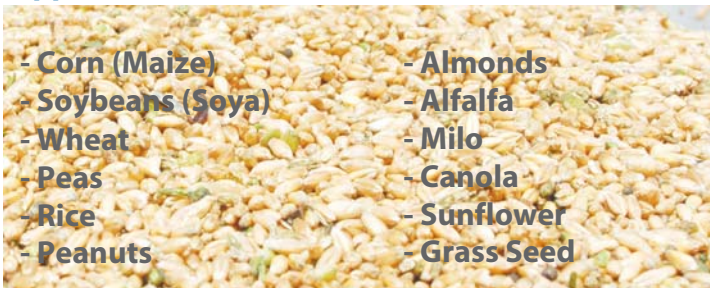 - Corn (Maize)
- Soybeans (Soya)
- Wheat
- Peas
- Rice
- Peanuts
- Almonds
- Alfalfa
- Milo
- Canola
- Sunflower
- Grass Seed